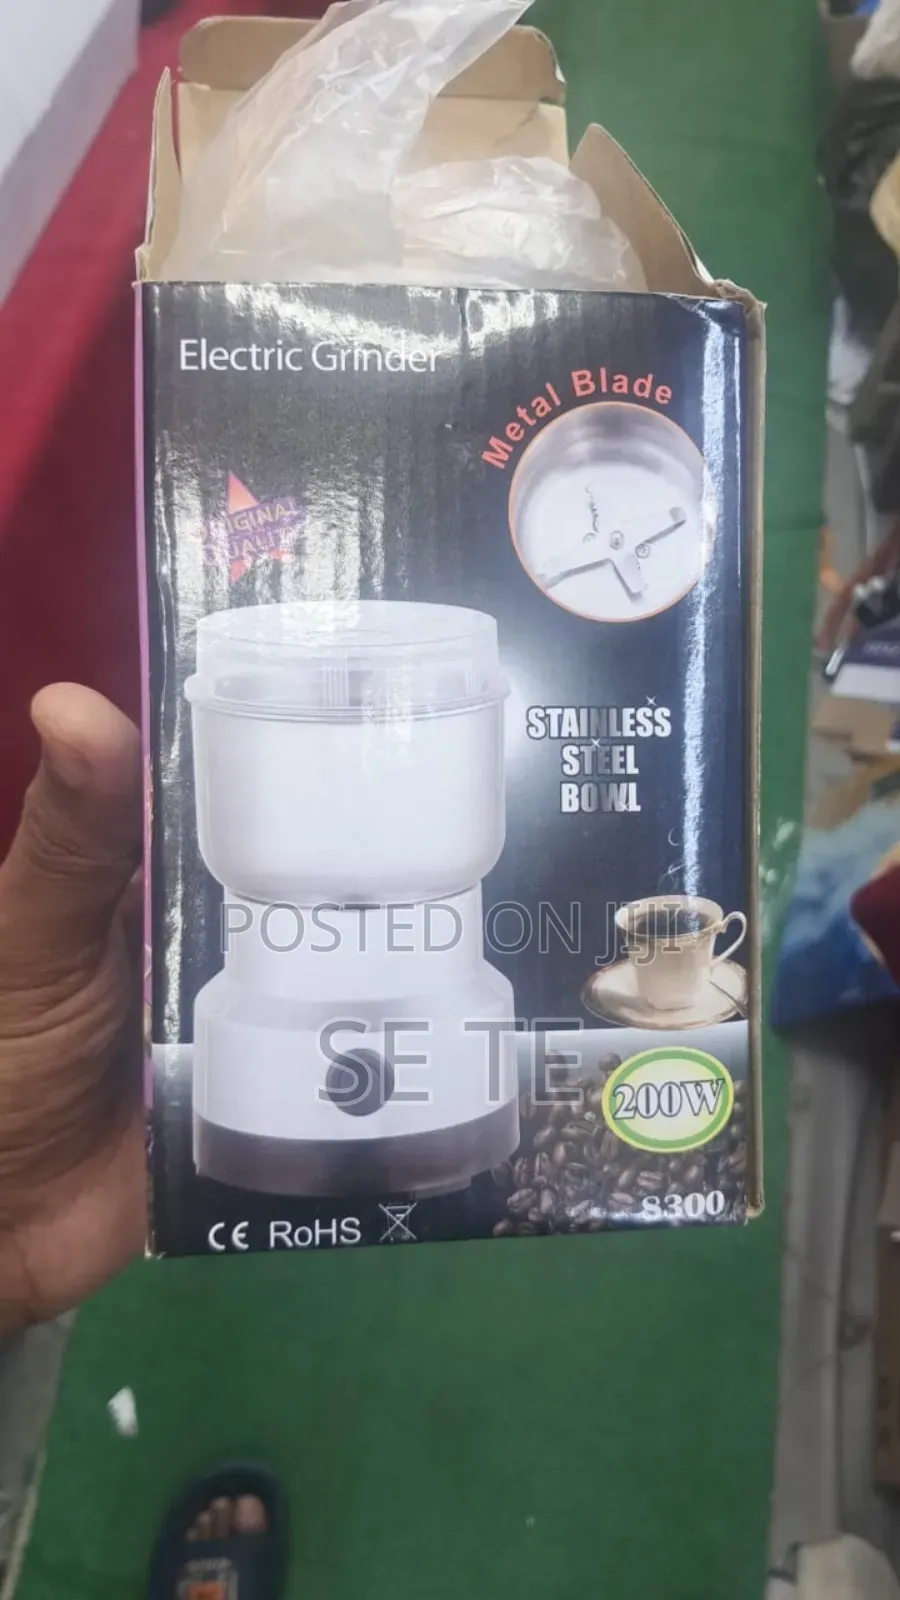 Electric Grinder
Metal Blade
ORIGINAL
QUALITY
STAINLESS
STEEL
BOWL
POSTED ON JIJI
SE TE
200W
8300
CE RoHS